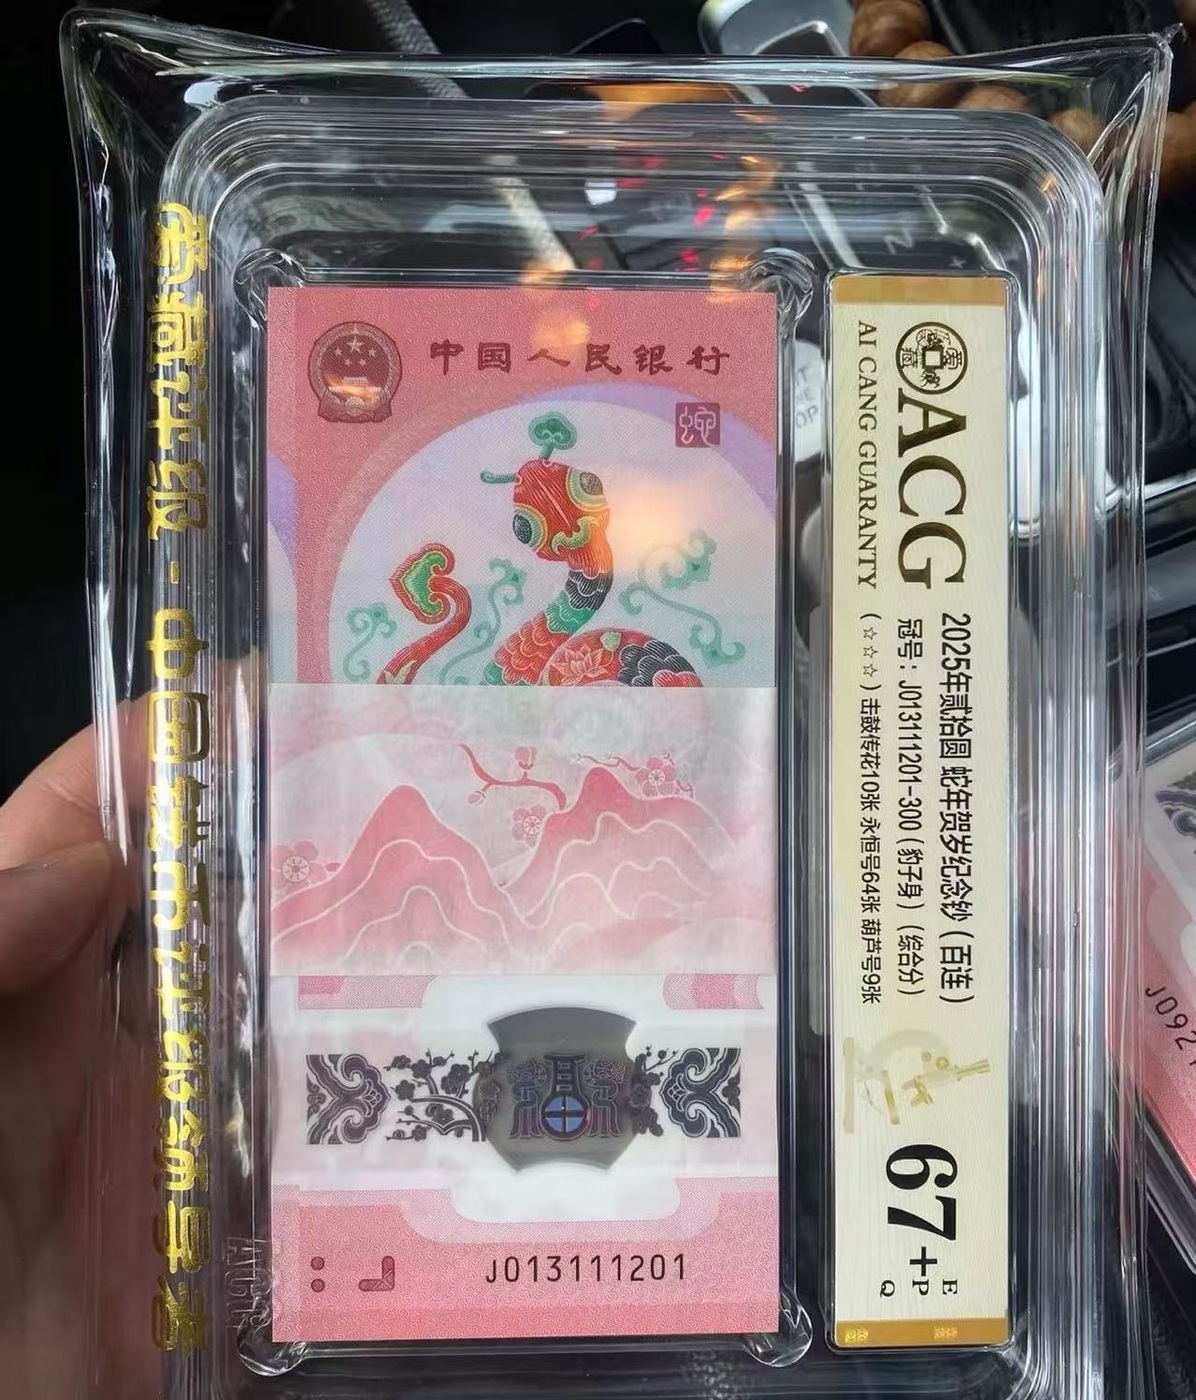 爱藏评级 - 中国钱币评级领导者
中国人民银行
蛇
J013111201
ACG
AI CANG GUARANTY
2025年贰拾圆 蛇年贺岁纪念钞（百连）
冠号：J013111201-300（豹子身）（综合分）
（☆☆☆）击鼓传花10张 永恒号64张 葫芦号9张
67+
E
P
Q